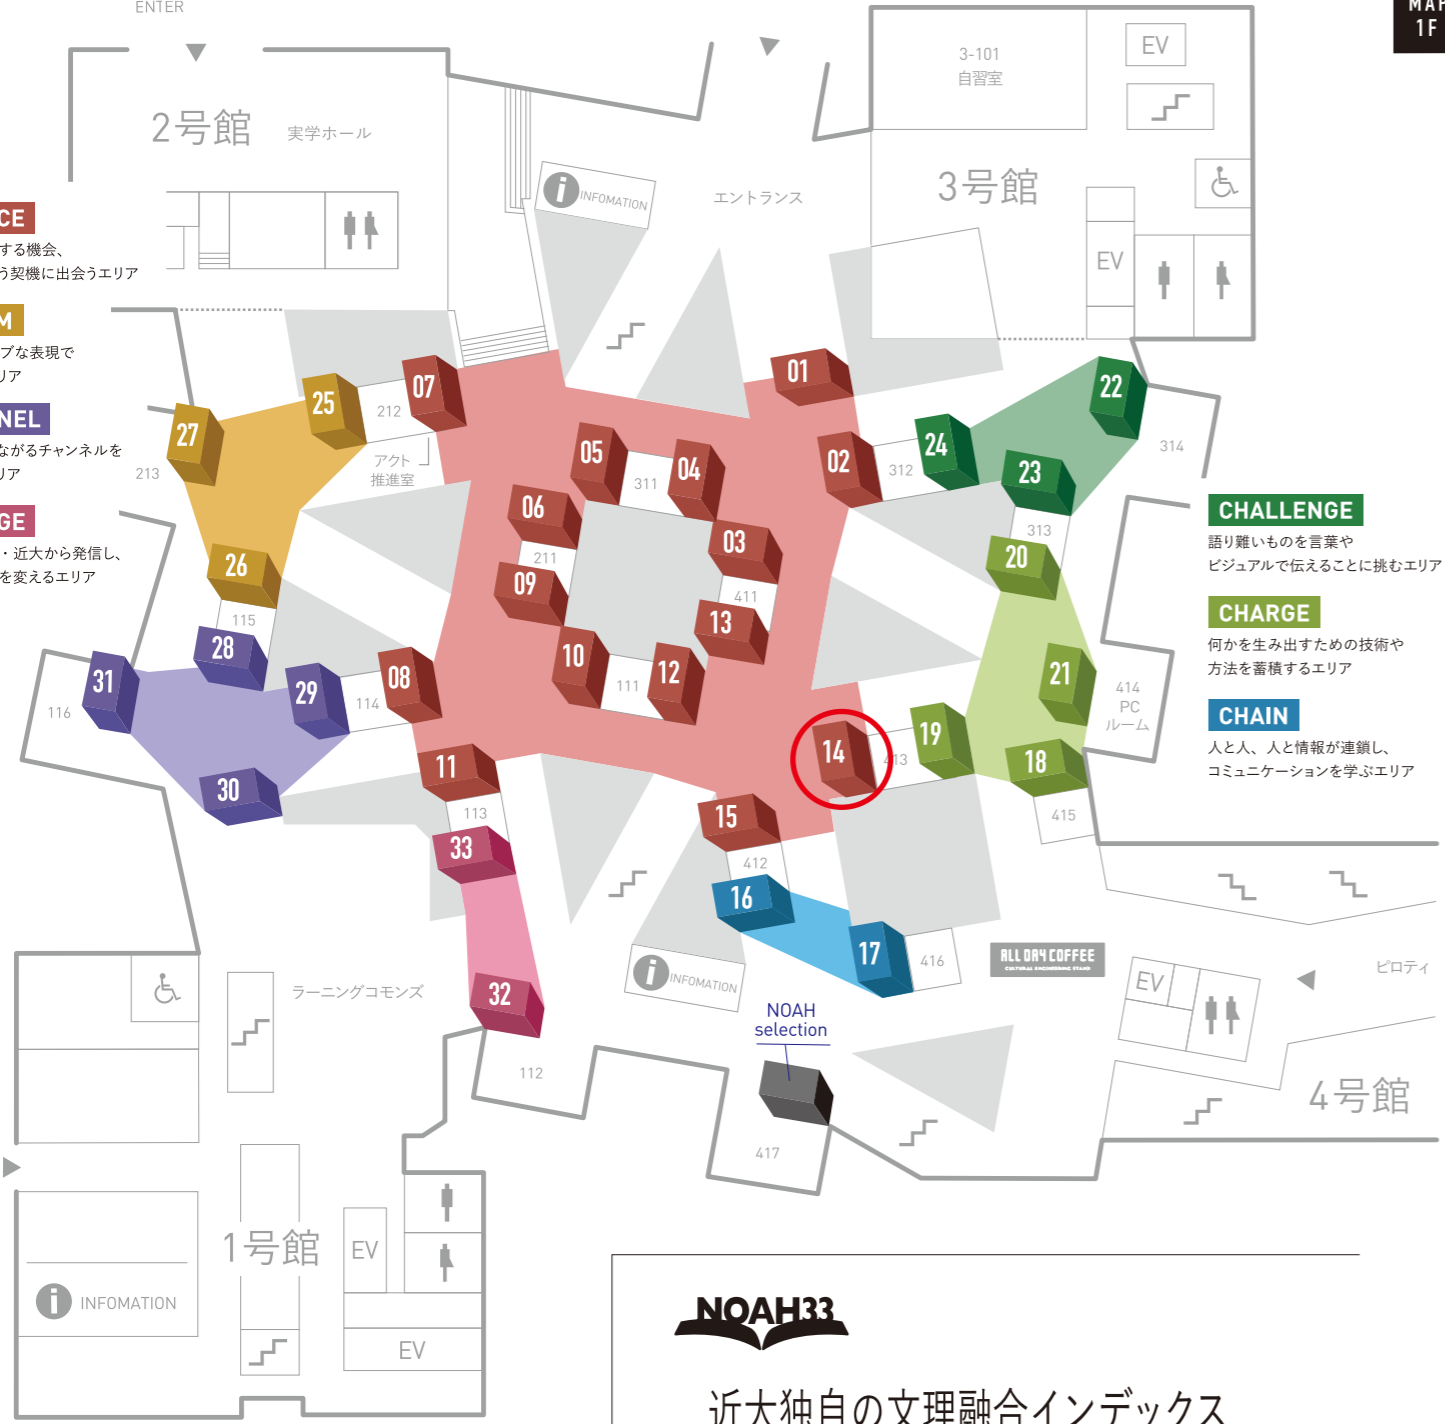 ENTER
MAP
1F
3-101
自習室
EV
2号館
実学ホール
3号館
INFOMATION
エントランス
EV
CE
する機会、
う契機に出会うエリア
M
ブな表現で
リア
NEL
ながるチャンネルを
リア
GE
・近大から発信し、
を変えるエリア
01
07
25
212
27
213
アクト
推進室
05
04
311
02
312
24
22
23
314
06
03
211
313
20
26
09
411
13
115
28
10
12
111
31
116
29
114
08
21
414
PC
ルーム
14
413
19
18
415
11
113
30
15
412
33
16
17
416
32
112
CHALLENGE
語り難いものを言葉や
ビジュアルで伝えることに挑むエリア
CHARGE
何かを生み出すための技術や
方法を蓄積するエリア
CHAIN
人と人、人と情報が連鎖し、
コミュニケーションを学ぶエリア
ALL DAY COFFEE
CULTURAL ENGINEERING STAND
INFOMATION
ラーニングコモンズ
EV
ピロティ
NOAH
selection
417
4号館
1号館
EV
INFOMATION
EV
NOAH33
近大独自の文理融合インデックス